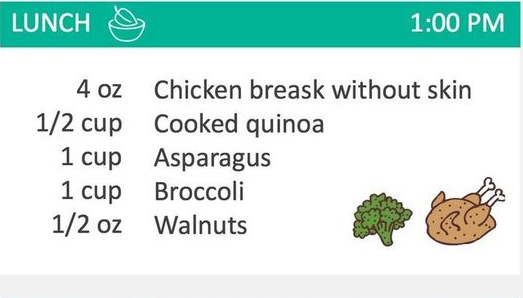 LUNCH 1:00 PM
4 oz Chicken breask without skin
1/2 cup Cooked quinoa
1 cup Asparagus
1 cup Broccoli
1/2 oz Walnuts